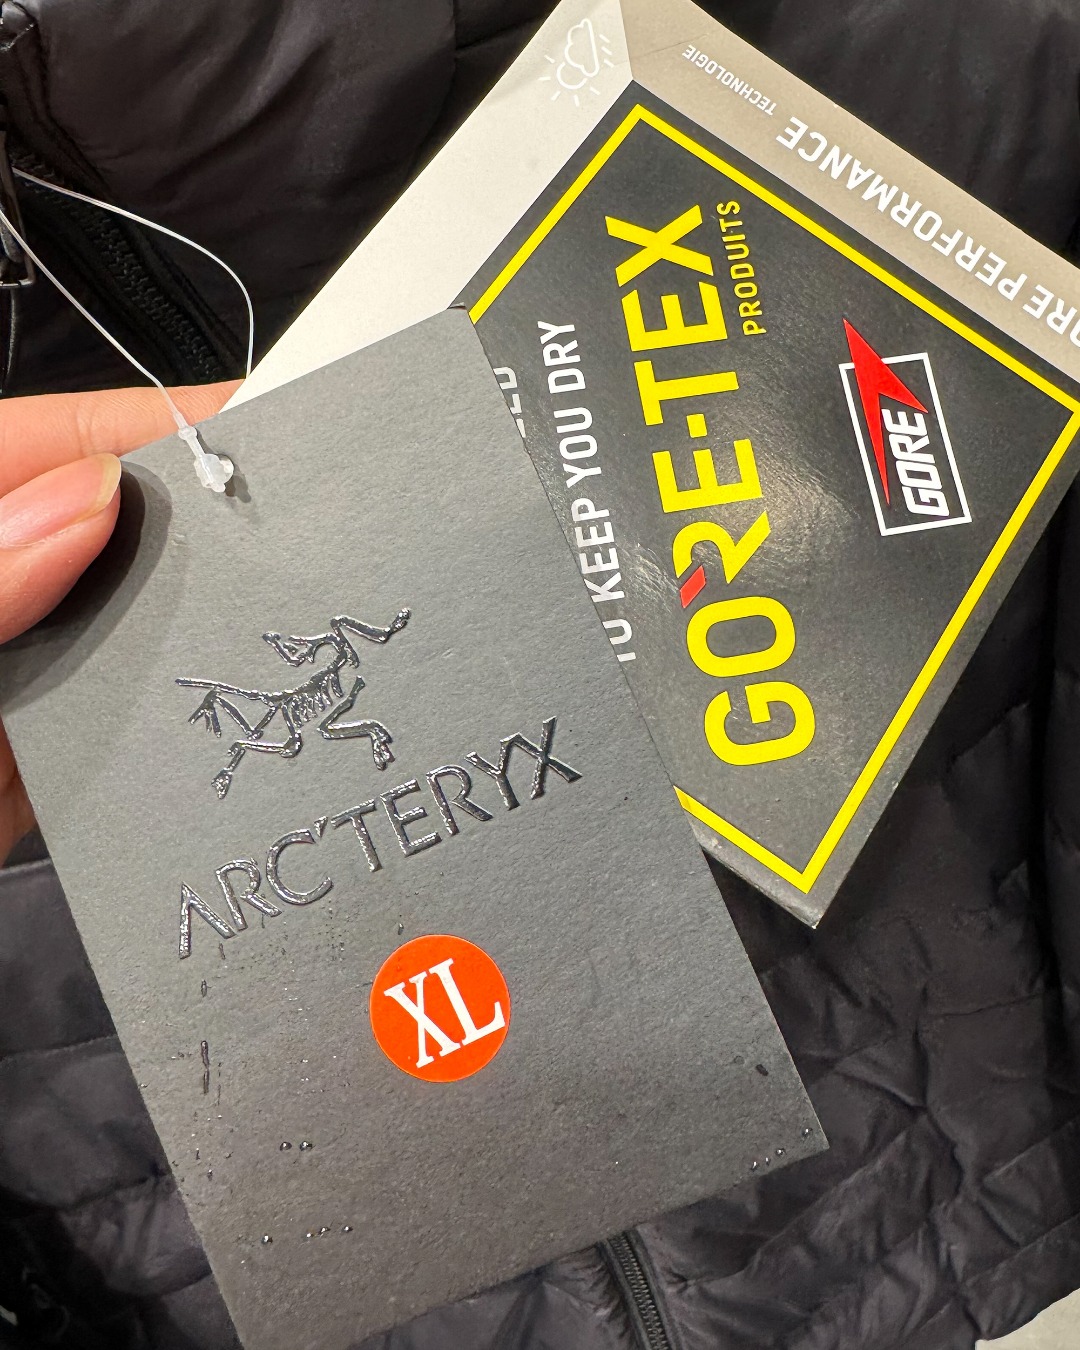 ARC'TERYX
XL
TO KEEP YOU DRY
GORE-TEX
PRODUITS
GORE
PERFORMANCE
TECHNOLOGIE